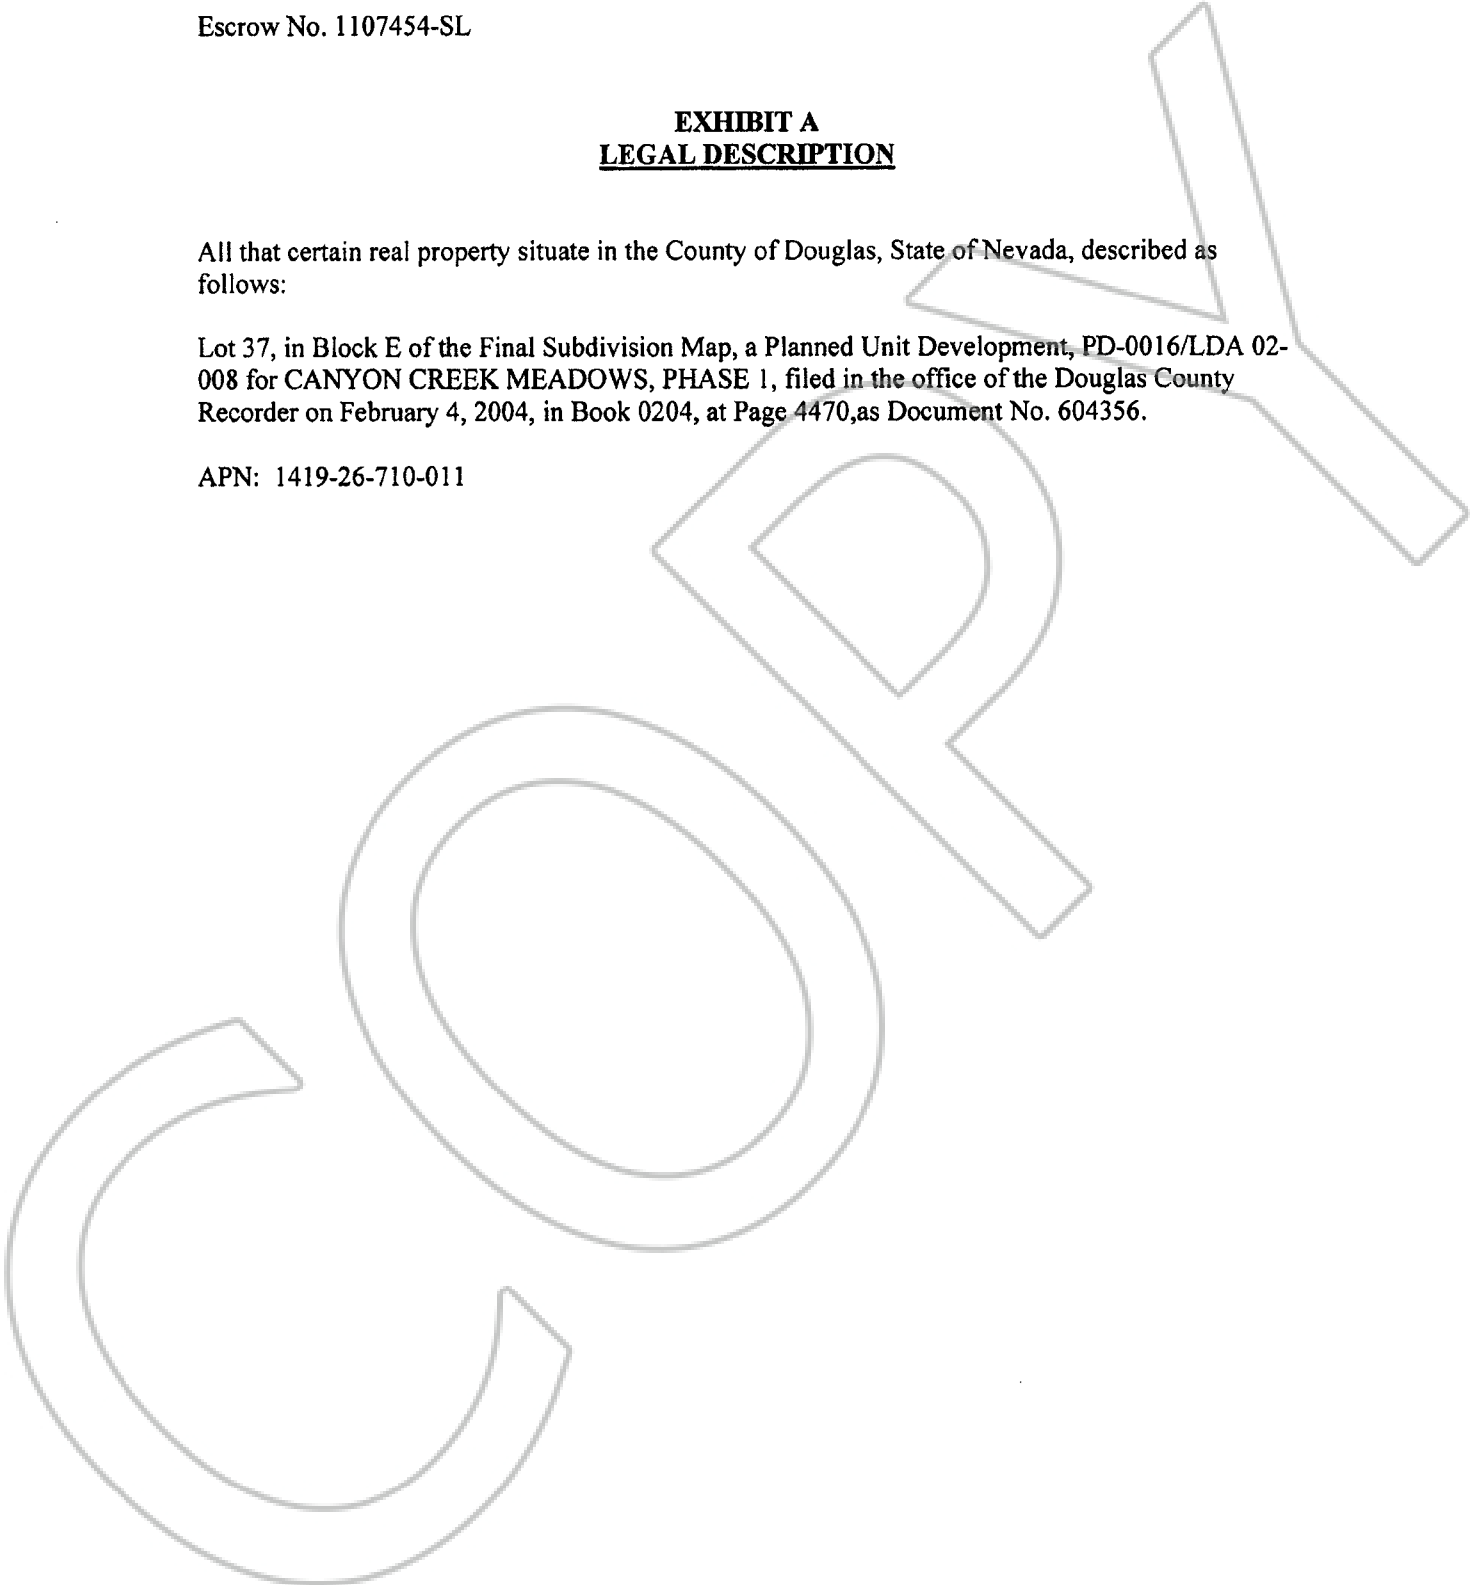 Escrow No. 1107454-SL
EXHIBIT A
LEGAL DESCRIPTION
All that certain real property situate in the County of Douglas, State of Nevada, described as
follows:
Lot 37, in Block E of the Final Subdivision Map, a Planned Unit Development, PD-0016/LDA 02-
008 for CANYON CREEK MEADOWS, PHASE 1, filed in the office of the Douglas County
Recorder on February 4, 2004, in Book 0204, at Page 4470,as Document No. 604356.
APN: 1419-26-710-011
COPY